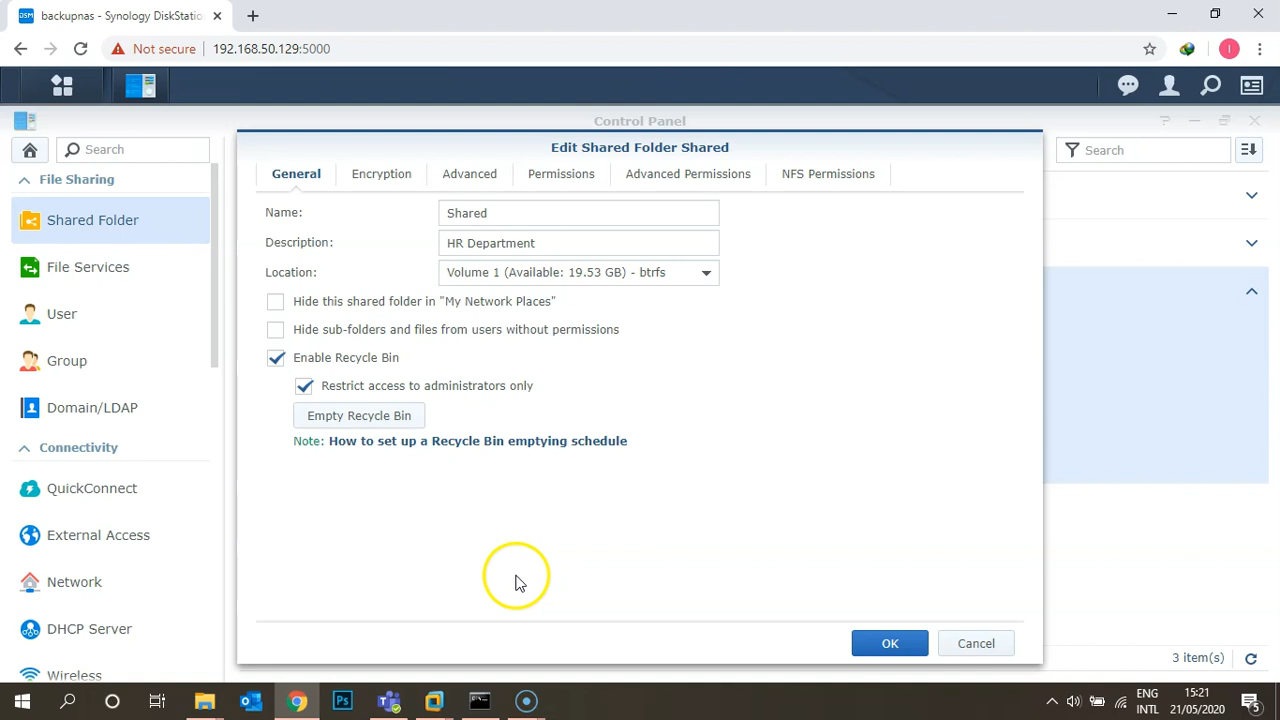 backupnas - Synology DiskStatio
Not secure
192.168.50.129:5000
Control Panel
Search
Search
File Sharing
Shared Folder
File Services
User
Group
Domain/LDAP
Connectivity
QuickConnect
External Access
Network
DHCP Server
Wireless
Edit Shared Folder Shared
General
Encryption
Advanced
Permissions
Advanced Permissions
NFS Permissions
Name:
Shared
Description:
HR Department
Location:
Volume 1 (Available: 19.53 GB) - btrfs
Hide this shared folder in "My Network Places"
Hide sub-folders and files from users without permissions
Enable Recycle Bin
Restrict access to administrators only
Empty Recycle Bin
Note: How to set up a Recycle Bin emptying schedule
OK
Cancel
3 item(s)
ENG
INTL
15:21
21/05/2020
5